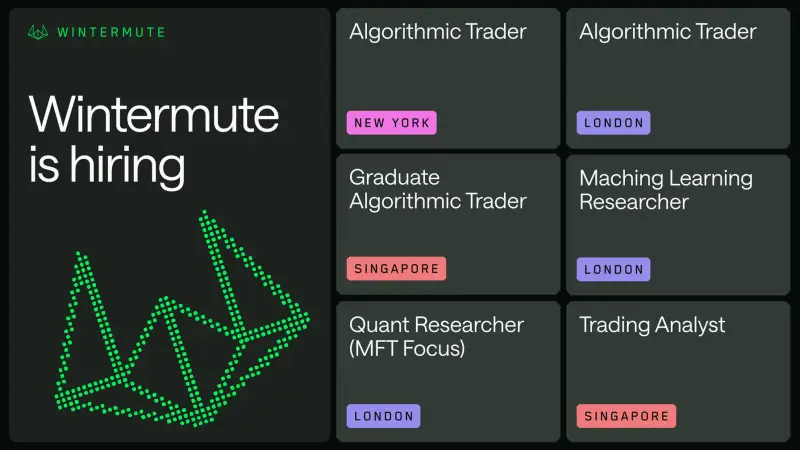 WINTERMUTE
Wintermute
is hiring
Algorithmic Trader
NEW YORK
Algorithmic Trader
LONDON
Graduate
Algorithmic Trader
SINGAPORE
Maching Learning
Researcher
LONDON
Quant Researcher
(MFT Focus)
LONDON
Trading Analyst
SINGAPORE